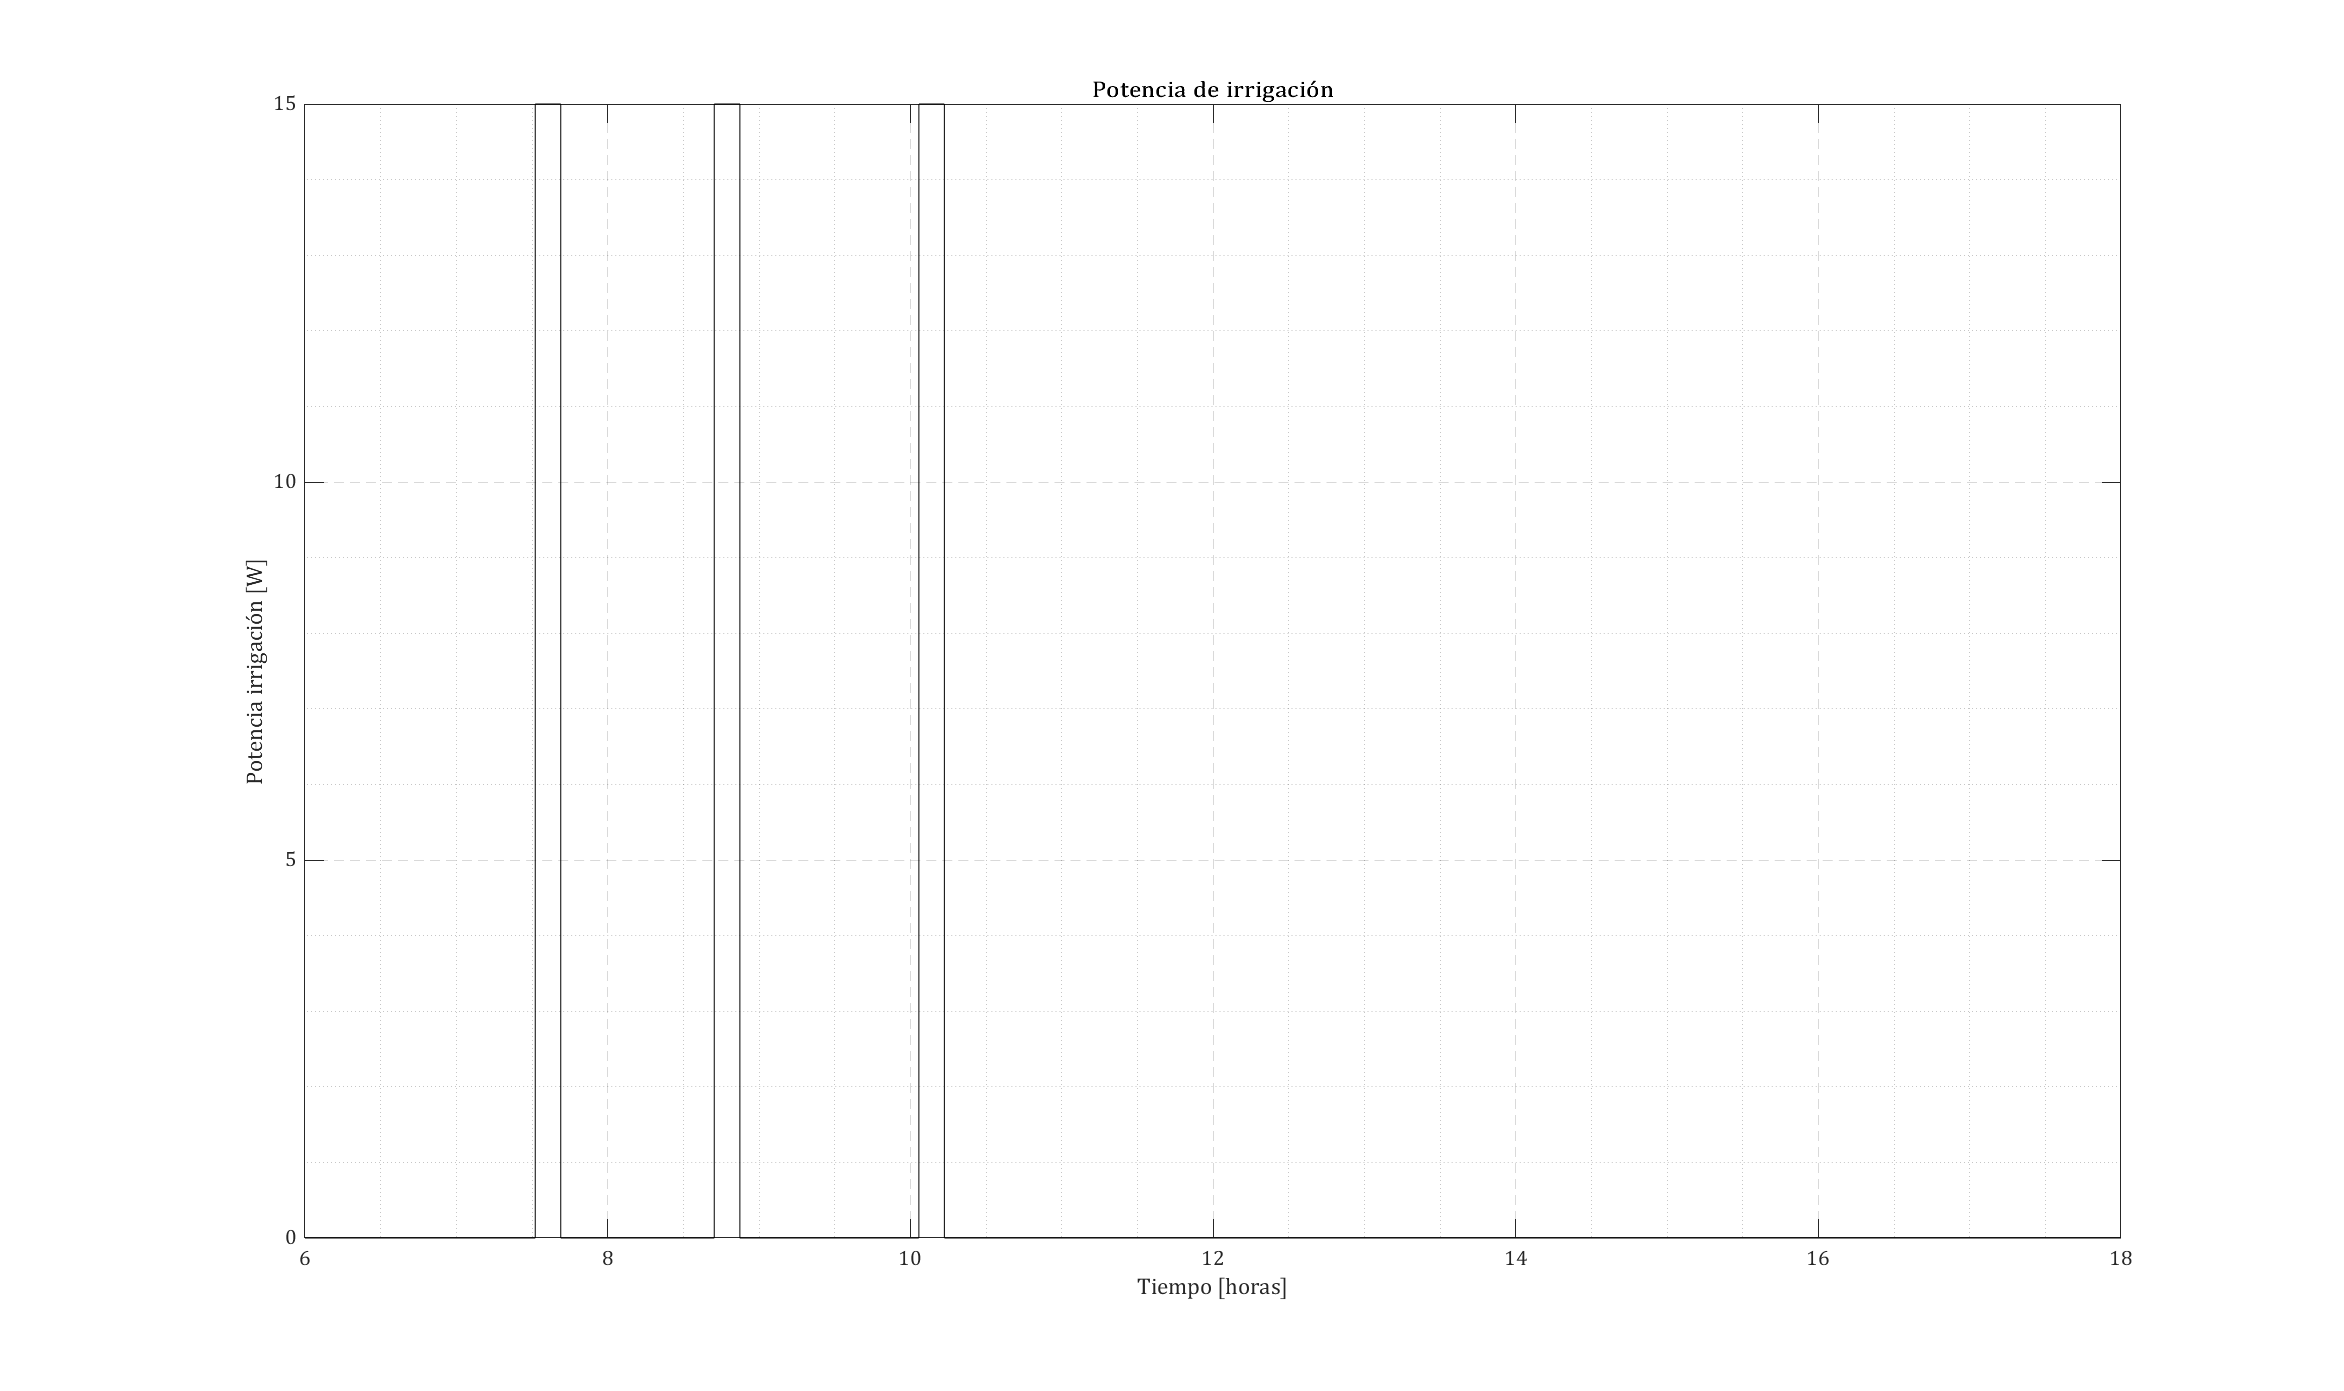 Potencia de irrigación
15
10
5
0
Potencia irrigación [W]
6 8 10 12 14 16 18
Tiempo [horas]